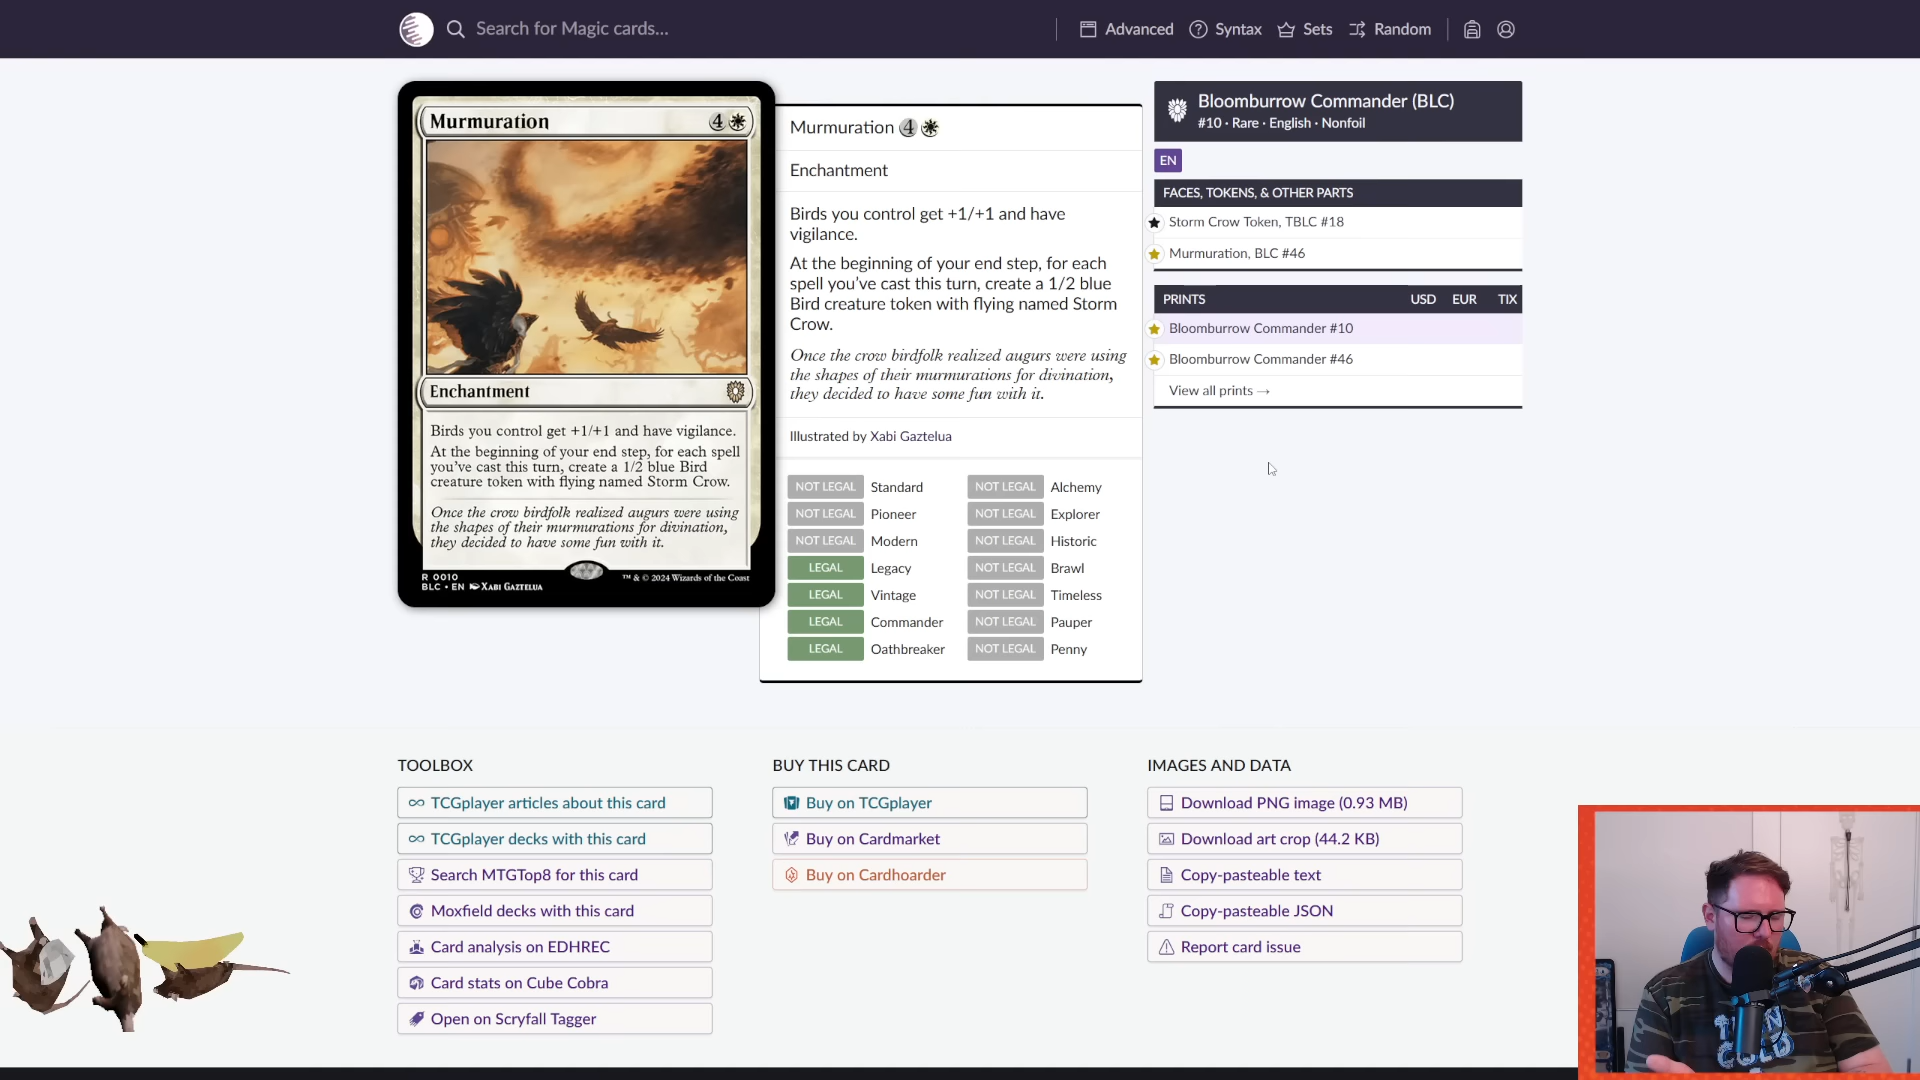 Search for Magic cards...
Advanced
Syntax
Sets
Random
Murmuration 4
Enchantment
Birds you control get +1/+1 and have vigilance.
At the beginning of your end step, for each spell
you've cast this turn, create a 1/2 blue Bird
creature token with flying named Storm Crow.
Once the crow birdfolk realized augurs were using
the shapes of their murmurations for divination,
they decided to have some fun with it.
R 0010
BLC • EN XABI GAZTELUA
™ & © 2024 Wizards of the Coast
Murmuration 4
Enchantment
Birds you control get +1/+1 and have
vigilance.
At the beginning of your end step, for each
spell you’ve cast this turn, create a 1/2 blue
Bird creature token with flying named Storm
Crow.
Once the crow birdfolk realized augurs were using
the shapes of their murmurations for divination,
they decided to have some fun with it.
Illustrated by Xabi Gaztelua
NOT LEGAL Standard NOT LEGAL Alchemy
NOT LEGAL Pioneer NOT LEGAL Explorer
NOT LEGAL Modern NOT LEGAL Historic
LEGAL Legacy NOT LEGAL Brawl
LEGAL Vintage NOT LEGAL Timeless
LEGAL Commander NOT LEGAL Pauper
LEGAL Oathbreaker NOT LEGAL Penny
Bloomburrow Commander (BLC)
#10 · Rare · English · Nonfoil
EN
FACES, TOKENS, & OTHER PARTS
Storm Crow Token, TBLC #18
Murmuration, BLC #46
PRINTS USD EUR TIX
Bloomburrow Commander #10
Bloomburrow Commander #46
View all prints →
TOOLBOX
TCGplayer articles about this card
TCGplayer decks with this card
Search MTGTop8 for this card
Moxfield decks with this card
Card analysis on EDHREC
Card stats on Cube Cobra
Open on Scryfall Tagger
BUY THIS CARD
Buy on TCGplayer
Buy on Cardmarket
Buy on Cardhoarder
IMAGES AND DATA
Download PNG image (0.93 MB)
Download art crop (44.2 KB)
Copy-pasteable text
Copy-pasteable JSON
Report card issue